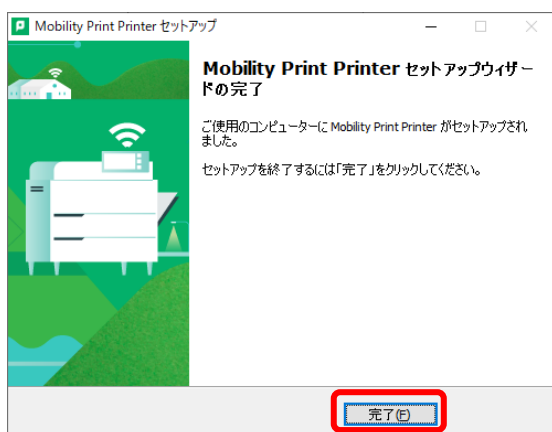 Mobility Print Printer セットアップ
Mobility Print Printer セットアップウィザー
ドの完了
ご使用のコンピューターに Mobility Print Printer がセットアップされ
ました。
セットアップを終了するには「完了」をクリックしてください。
完了(F)